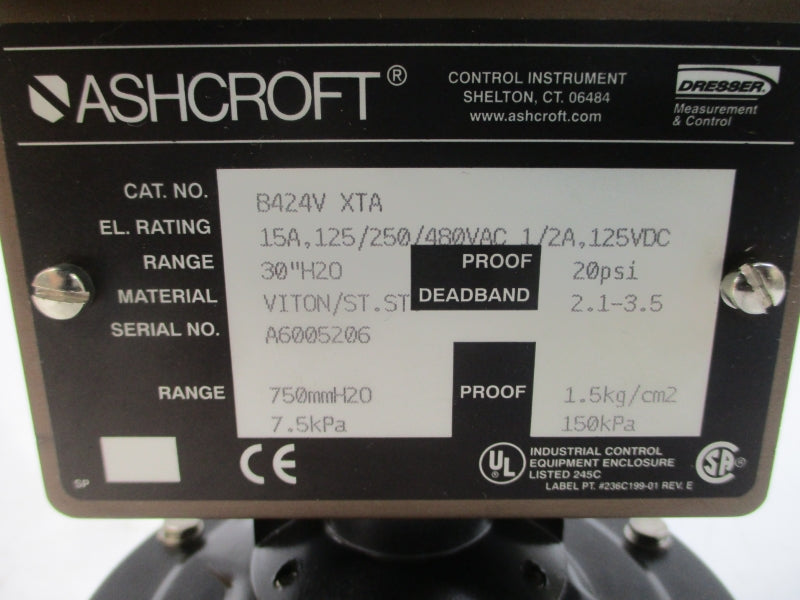 ASHCROFT®
CONTROL INSTRUMENT
SHELTON, CT. 06484
www.ashcroft.com
DRESSER.
Measurement
& Control
CAT. NO. B424V XTA
EL. RATING 15A,125/250/480VAC 1/2A,125VDC
RANGE 30"H2O PROOF 20psi
MATERIAL VITON/ST.ST DEADBAND 2.1-3.5
SERIAL NO. A6005206
RANGE 750mmH2O PROOF 1.5kg/cm2
7.5kPa 150kPa
SP
CE
UL ®
INDUSTRIAL CONTROL
EQUIPMENT ENCLOSURE
LISTED 245C
LABEL PT. #236C199-01 REV. E
SA ®